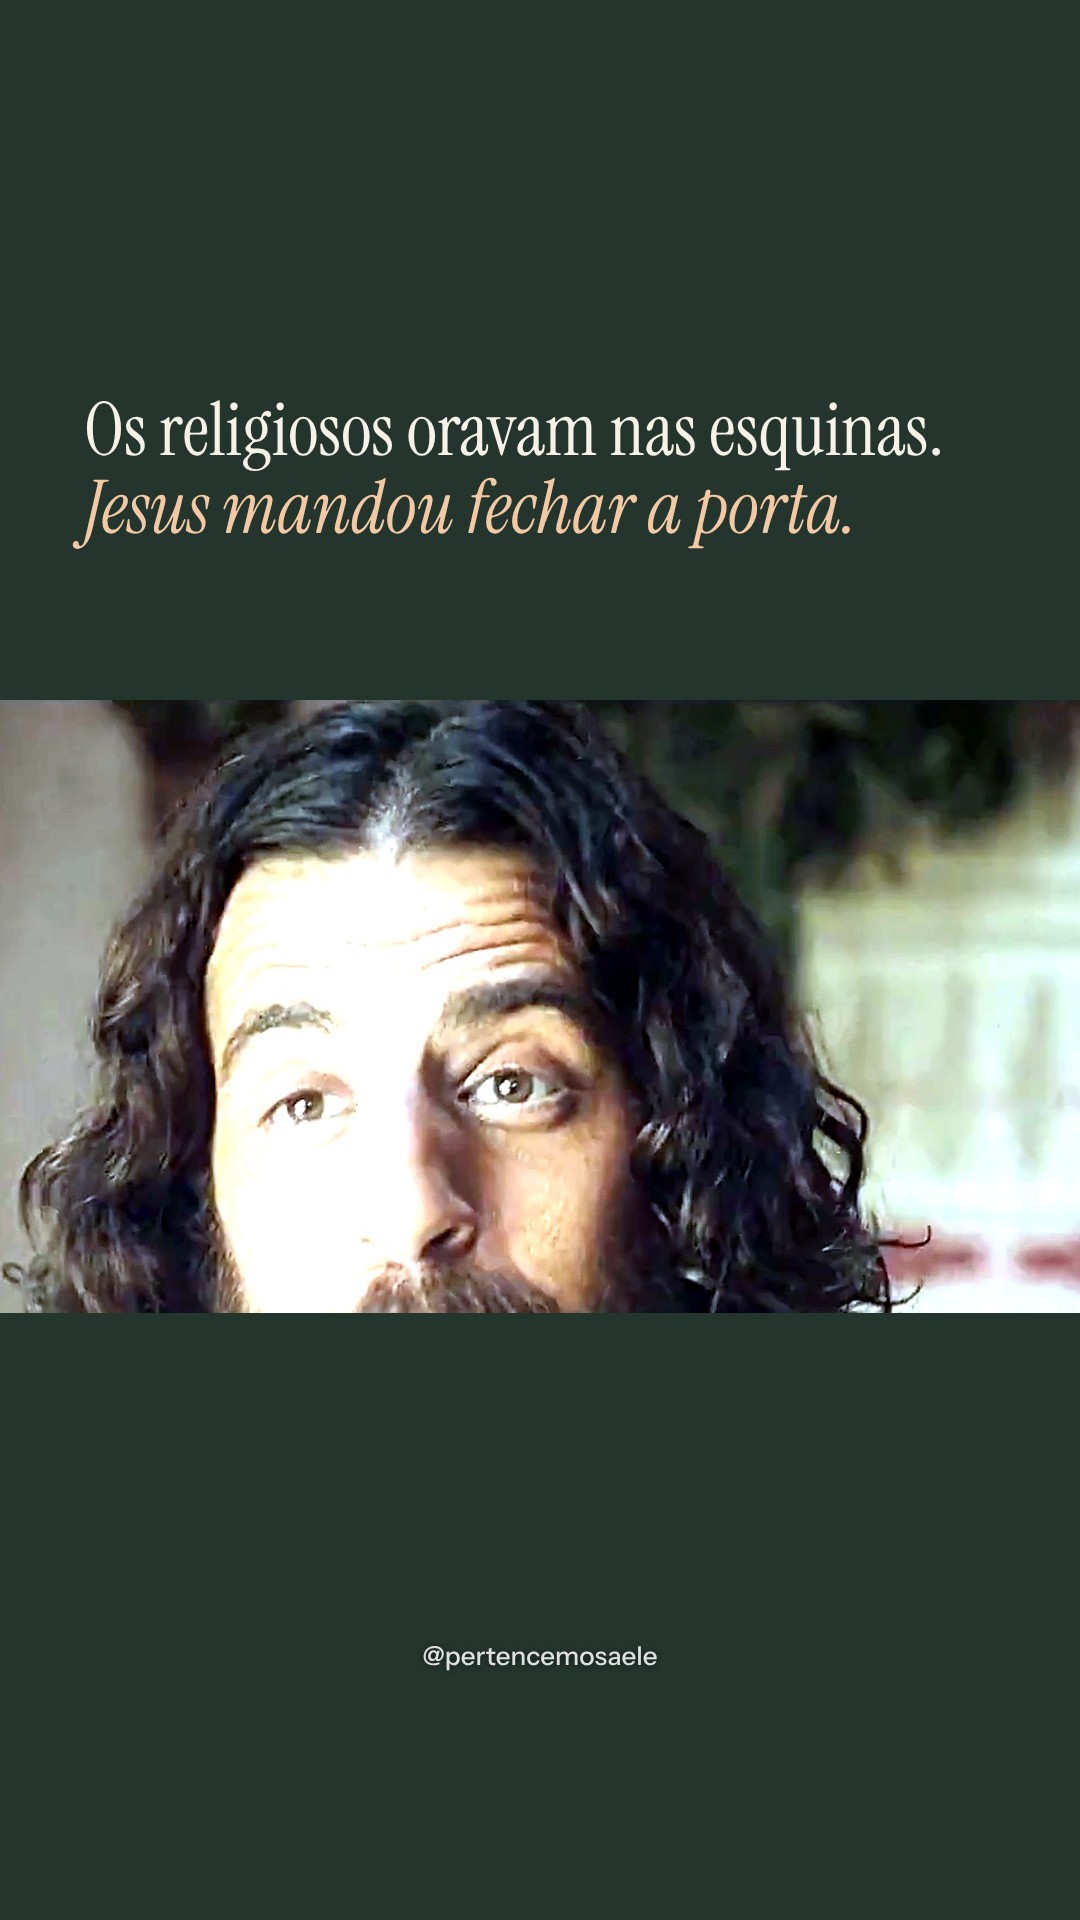 Os religiosos oravam nas esquinas.
Jesus mandou fechar a porta.
@pertencemosaele